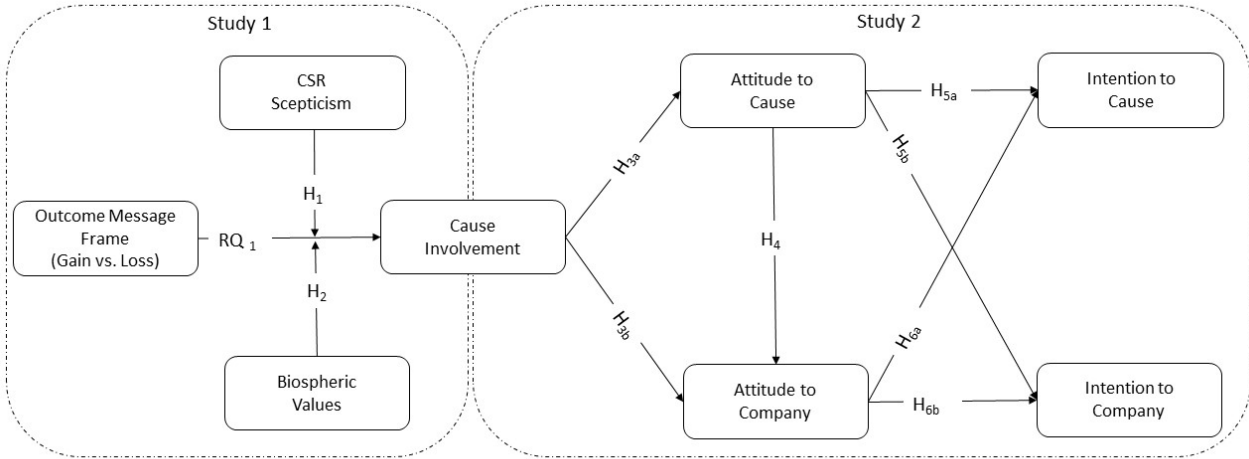 Study 1
CSR
Scepticism
H1
Outcome Message
Frame
(Gain vs. Loss)
RQ 1
Cause
Involvement
H2
Biospheric
Values
Study 2
Attitude to
Cause
H5a
Intention to
Cause
H3a
H5b
H4
H3b
H6a
Attitude to
Company
H6b
Intention to
Company